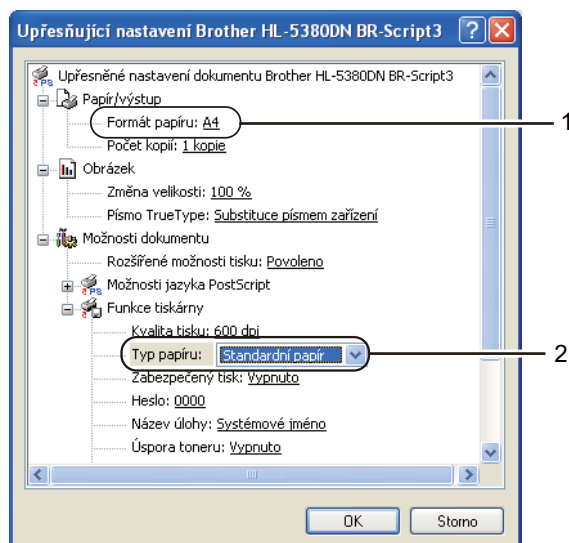 Upřesňující nastavení Brother HL-5380DN BR-Script3
Upřesněné nastavení dokumentu Brother HL-5380DN BR-Script3
Papír/výstup
Formát papíru: A4
1
Počet kopií: 1 kopie
Obrázek
Změna velikosti: 100 %
Písmo TrueType: Substituce písmem zařízení
Možnosti dokumentu
Rozšířené možnosti tisku: Povoleno
Možnosti jazyka PostScript
Funkce tiskárny
Kvalita tisku: 600 dpi
Typ papíru: Standardní papír
2
Zabezpečený tisk: Vypnuto
Heslo: 0000
Název úlohy: Systémové jméno
Úspora toneru: Vypnuto
OK Storno